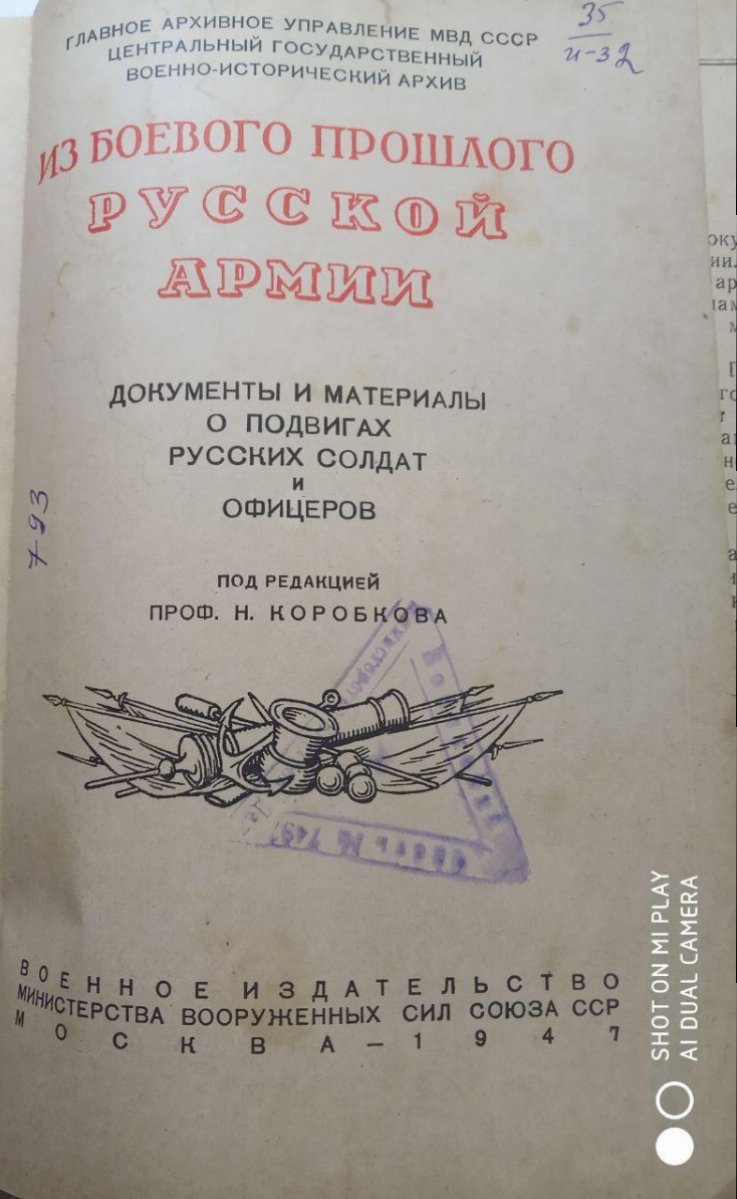 ГЛАВНОЕ АРХИВНОЕ УПРАВЛЕНИЕ МВД СССР
ЦЕНТРАЛЬНЫЙ ГОСУДАРСТВЕННЫЙ
ВОЕННО-ИСТОРИЧЕСКИЙ АРХИВ
35
и-32
ИЗ БОЕВОГО ПРОШЛОГО
РУССКОЙ
АРМИИ
ДОКУМЕНТЫ И МАТЕРИАЛЫ
О ПОДВИГАХ
РУССКИХ СОЛДАТ
и
ОФИЦЕРОВ
793
ПОД РЕДАКЦИЕЙ
ПРОФ. Н. КОРОБКОВА
ВОЕННОЕ ИЗДАТЕЛЬСТВО
МИНИСТЕРСТВА ВООРУЖЕННЫХ СИЛ СОЮЗА ССР
МОСКВА — 1947
SHOT ON MI PLAY
AI DUAL CAMERA